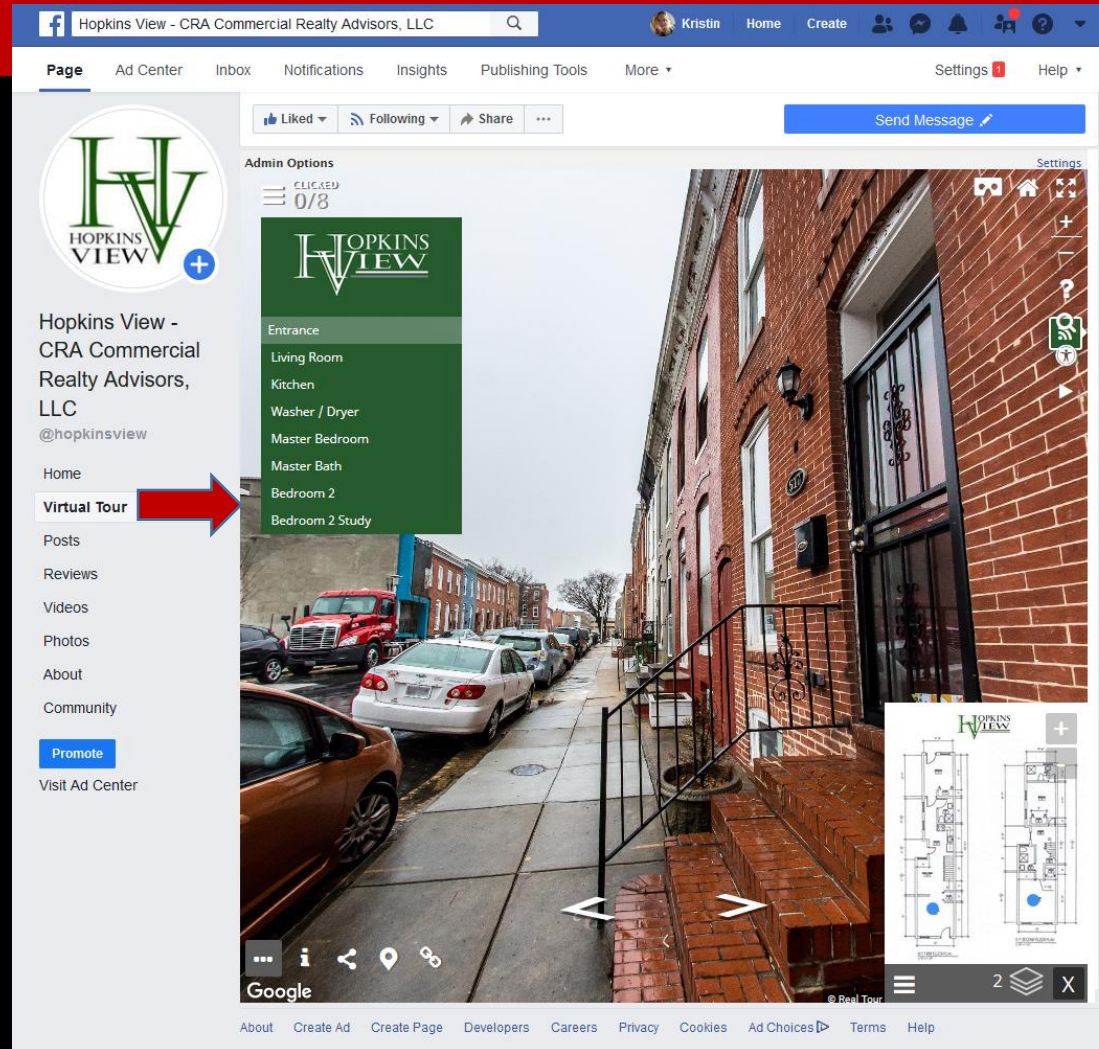 Hopkins View - CRA Commercial Realty Advisors, LLC
Kristin Home Create
Page Ad Center Inbox Notifications Insights Publishing Tools More Settings 1 Help
Liked Following Share ...
Send Message
HV
HOPKINS
VIEW
Hopkins View -
CRA Commercial
Realty Advisors,
LLC
@hopkinsview
Home
Virtual Tour
Posts
Reviews
Videos
Photos
About
Community
Promote
Visit Ad Center
Admin Options
Settings
CLICKED
0/8
HOPKINS
VIEW
Entrance
Living Room
Kitchen
Washer / Dryer
Master Bedroom
Master Bath
Bedroom 2
Bedroom 2 Study
517
HOPKINS
VIEW
2 X
Google
© Real Tour
About Create Ad Create Page Developers Careers Privacy Cookies Ad Choices Terms Help